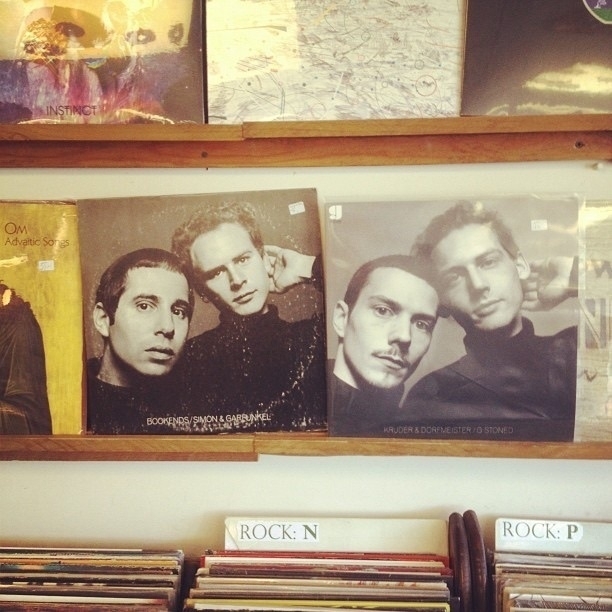 INSTINCT
OM
Advaitic Songs
BOOKENDS/SIMON & GARFUNKEL
KRUDER & DORFMEISTER / G STONED
ROCK: N
ROCK: P